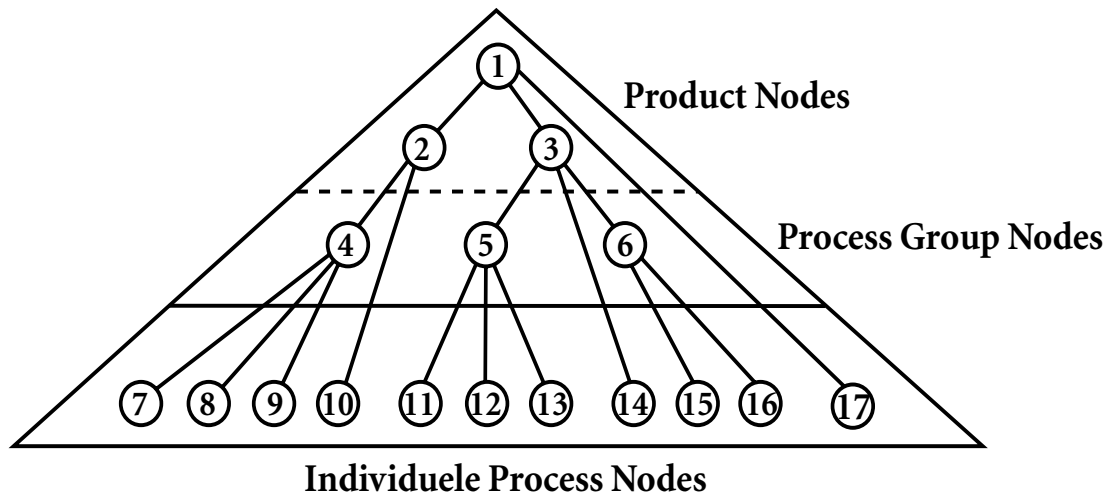 1
Product Nodes
2 3
4 5 6
Process Group Nodes
7 8 9 10 11 12 13 14 15 16 17
Individuele Process Nodes